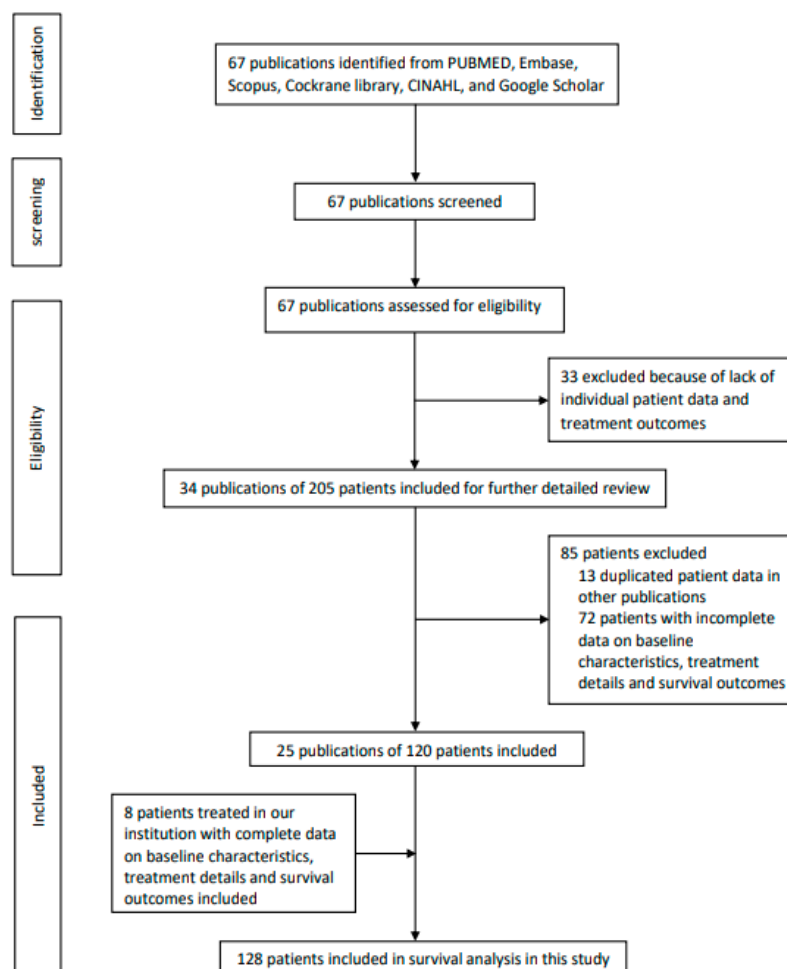 Identification
67 publications identified from PUBMED, Embase,
Scopus, Cockrane library, CINAHL, and Google Scholar
screening
67 publications screened
Eligibility
67 publications assessed for eligibility
33 excluded because of lack of
individual patient data and
treatment outcomes
34 publications of 205 patients included for further detailed review
85 patients excluded
13 duplicated patient data in
other publications
72 patients with incomplete
data on baseline
characteristics, treatment
details and survival outcomes
Included
25 publications of 120 patients included
8 patients treated in our
institution with complete data
on baseline characteristics,
treatment details and survival
outcomes included
128 patients included in survival analysis in this study